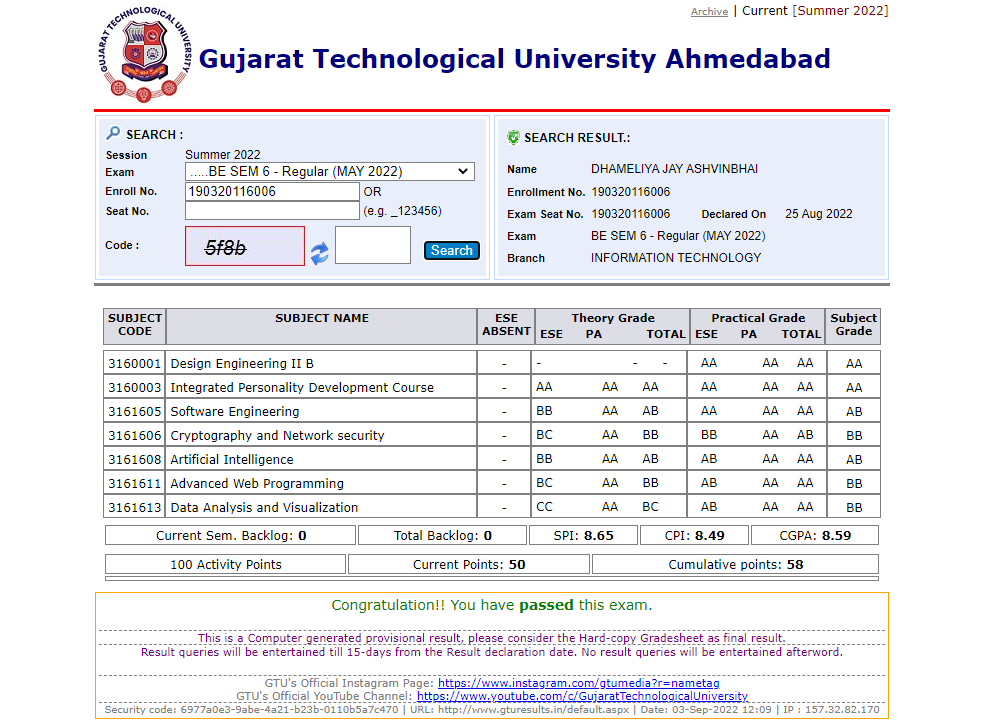 Archive | Current [Summer 2022]
GUJARAT TECHNOLOGICAL UNIVERSITY
Gujarat Technological University Ahmedabad
SEARCH :
Session Summer 2022
Exam .....BE SEM 6 - Regular (MAY 2022)
Enroll No. 190320116006 OR
Seat No. (e.g. _123456)
Code : 5f8b Search
SEARCH RESULT.:
Name DHAMELIYA JAY ASHVINBHAI
Enrollment No. 190320116006
Exam Seat No. 190320116006 Declared On 25 Aug 2022
Exam BE SEM 6 - Regular (MAY 2022)
Branch INFORMATION TECHNOLOGY
SUBJECT CODE SUBJECT NAME ESE ABSENT Theory Grade ESE PA TOTAL Practical Grade ESE PA TOTAL Subject Grade
3160001 Design Engineering II B - - - - AA AA AA AA
3160003 Integrated Personality Development Course - AA AA AA AA AA AA AA
3161605 Software Engineering - BB AA AB AA AA AA AB
3161606 Cryptography and Network security - BC AA BB BB AA AB BB
3161608 Artificial Intelligence - BB AA AB AB AA AA AB
3161611 Advanced Web Programming - BC AA BB AB AA AA BB
3161613 Data Analysis and Visualization - CC AA BC AB AA AA BB
Current Sem. Backlog: 0 Total Backlog: 0 SPI: 8.65 CPI: 8.49 CGPA: 8.59
100 Activity Points Current Points: 50 Cumulative points: 58
Congratulation!! You have passed this exam.
This is a Computer generated provisional result, please consider the Hard-copy Gradesheet as final result.
Result queries will be entertained till 15-days from the Result declaration date. No result queries will be entertained afterword.
GTU's Official Instagram Page: https://www.instagram.com/gtumedia?r=nametag
GTU's Official YouTube Channel: https://www.youtube.com/c/GujaratTechnologicalUniversity
Security code: 6977a0e3-9abe-4a21-b23b-0110b5a7c470 | URL: http://www.gturesults.in/default.aspx | Date: 03-Sep-2022 12:09 | IP : 157.32.82.170